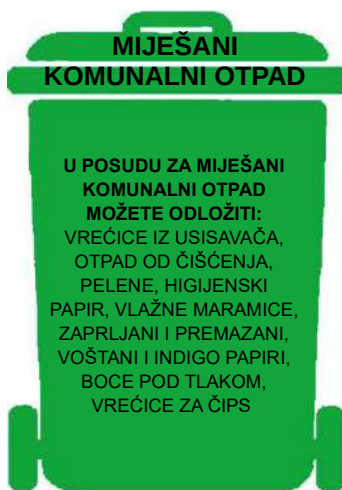 MIJEŠANI
KOMUNALNI OTPAD
U POSUDU ZA MIJEŠANI
KOMUNALNI OTPAD
MOŽETE ODLOŽITI:
VREĆICE IZ USISAVAČA,
OTPAD OD ČIŠĆENJA,
PELENE, HIGIJENSKI
PAPIR, VLAŽNE MARAMICE,
ZAPRLJANI I PREMAZANI,
VOŠTANI I INDIGO PAPIRI,
BOCE POD TLAKOM,
VREĆICE ZA ČIPS